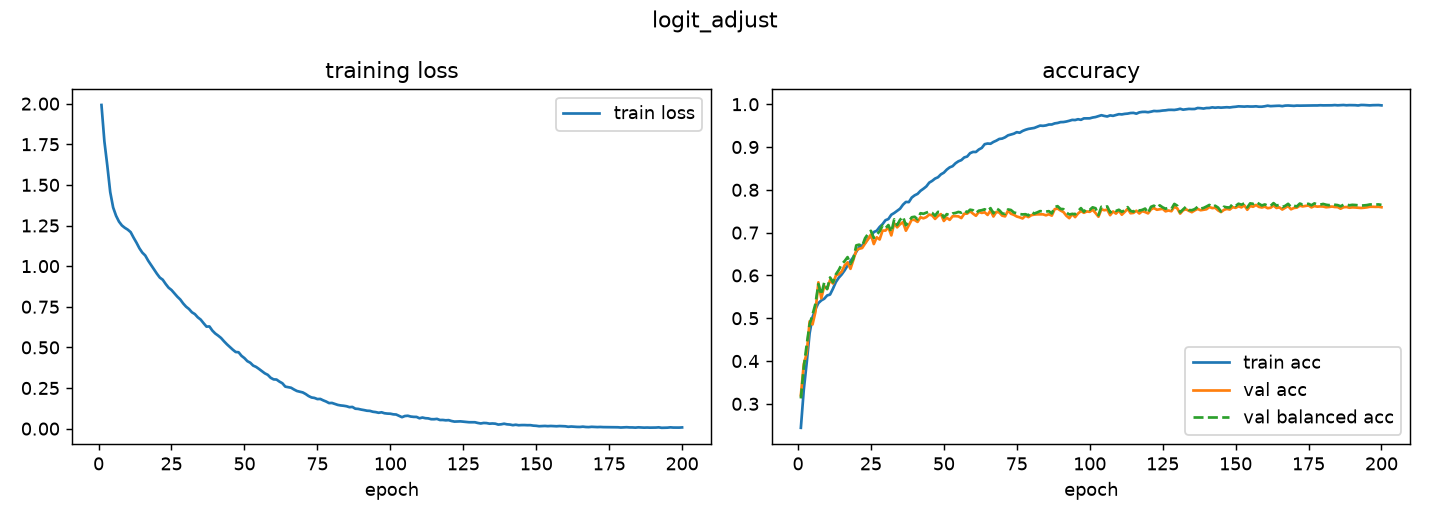 logit_adjust
training loss
train loss
2.00
1.75
1.50
1.25
1.00
0.75
0.50
0.25
0.00
0 25 50 75 100 125 150 175 200
epoch
accuracy
1.0
0.9
0.8
0.7
0.6
0.5
0.4
0.3
train acc
val acc
val balanced acc
0 25 50 75 100 125 150 175 200
epoch